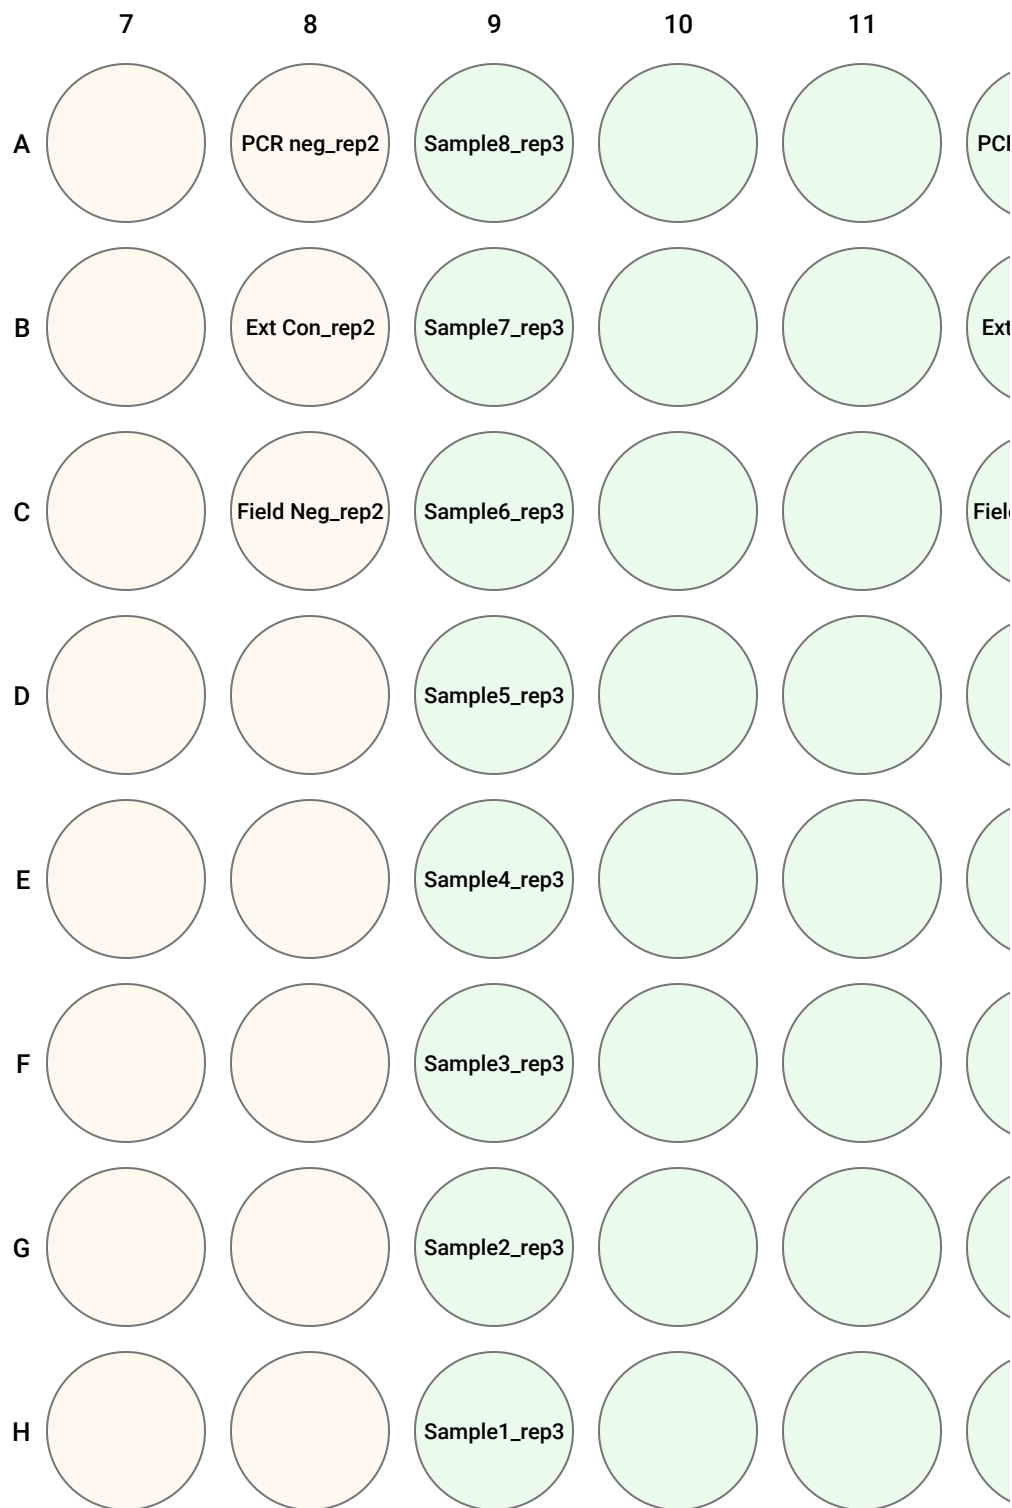 7 8 9 10 11
A PCR neg_rep2 Sample8_rep3
B Ext Con_rep2 Sample7_rep3 Ext
C Field Neg_rep2 Sample6_rep3
D Sample5_rep3
E Sample4_rep3
F Sample3_rep3
G Sample2_rep3
H Sample1_rep3